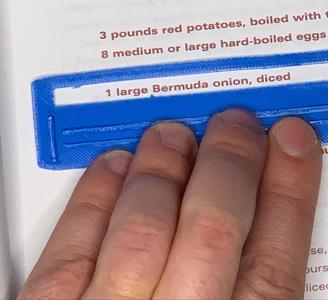 3 pounds red potatoes, boiled with
8 medium or large hard-boiled eggs
1 large Bermuda onion, diced